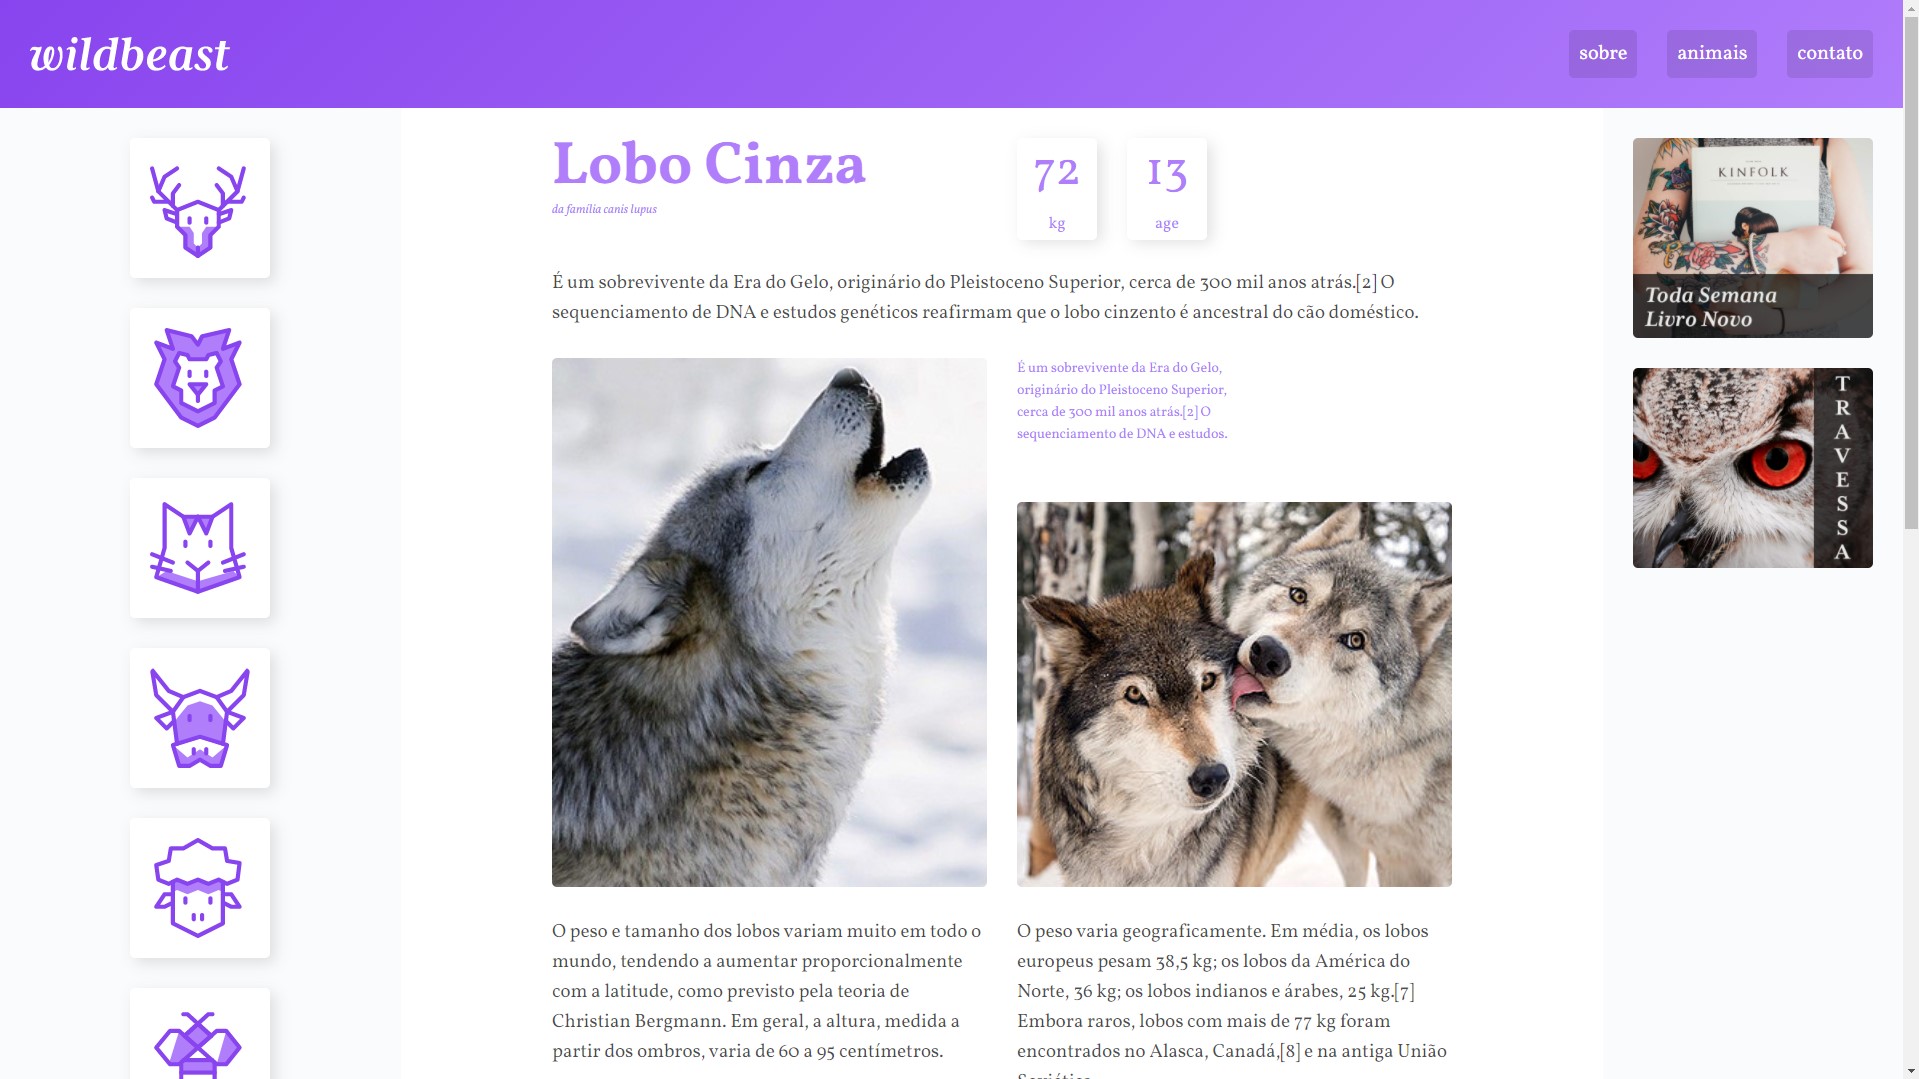 wildbeast
sobre
animais
contato
Lobo Cinza
da família canis lupus
72
kg
13
age
É um sobrevivente da Era do Gelo, originário do Pleistoceno Superior, cerca de 300 mil anos atrás.[2] O
sequenciamento de DNA e estudos genéticos reafirmam que o lobo cinzento é ancestral do cão doméstico.
É um sobrevivente da Era do Gelo,
originário do Pleistoceno Superior,
cerca de 300 mil anos atrás.[2] O
sequenciamento de DNA e estudos.
O peso e tamanho dos lobos variam muito em todo o
mundo, tendendo a aumentar proporcionalmente
com a latitude, como previsto pela teoria de
Christian Bergmann. Em geral, a altura, medida a
partir dos ombros, varia de 60 a 95 centímetros.
O peso varia geograficamente. Em média, os lobos
europeus pesam 38,5 kg; os lobos da América do
Norte, 36 kg; os lobos indianos e árabes, 25 kg.[7]
Embora raros, lobos com mais de 77 kg foram
encontrados no Alasca, Canadá,[8] e na antiga União
KINFOLK
Toda Semana
Livro Novo
TRAVESSA